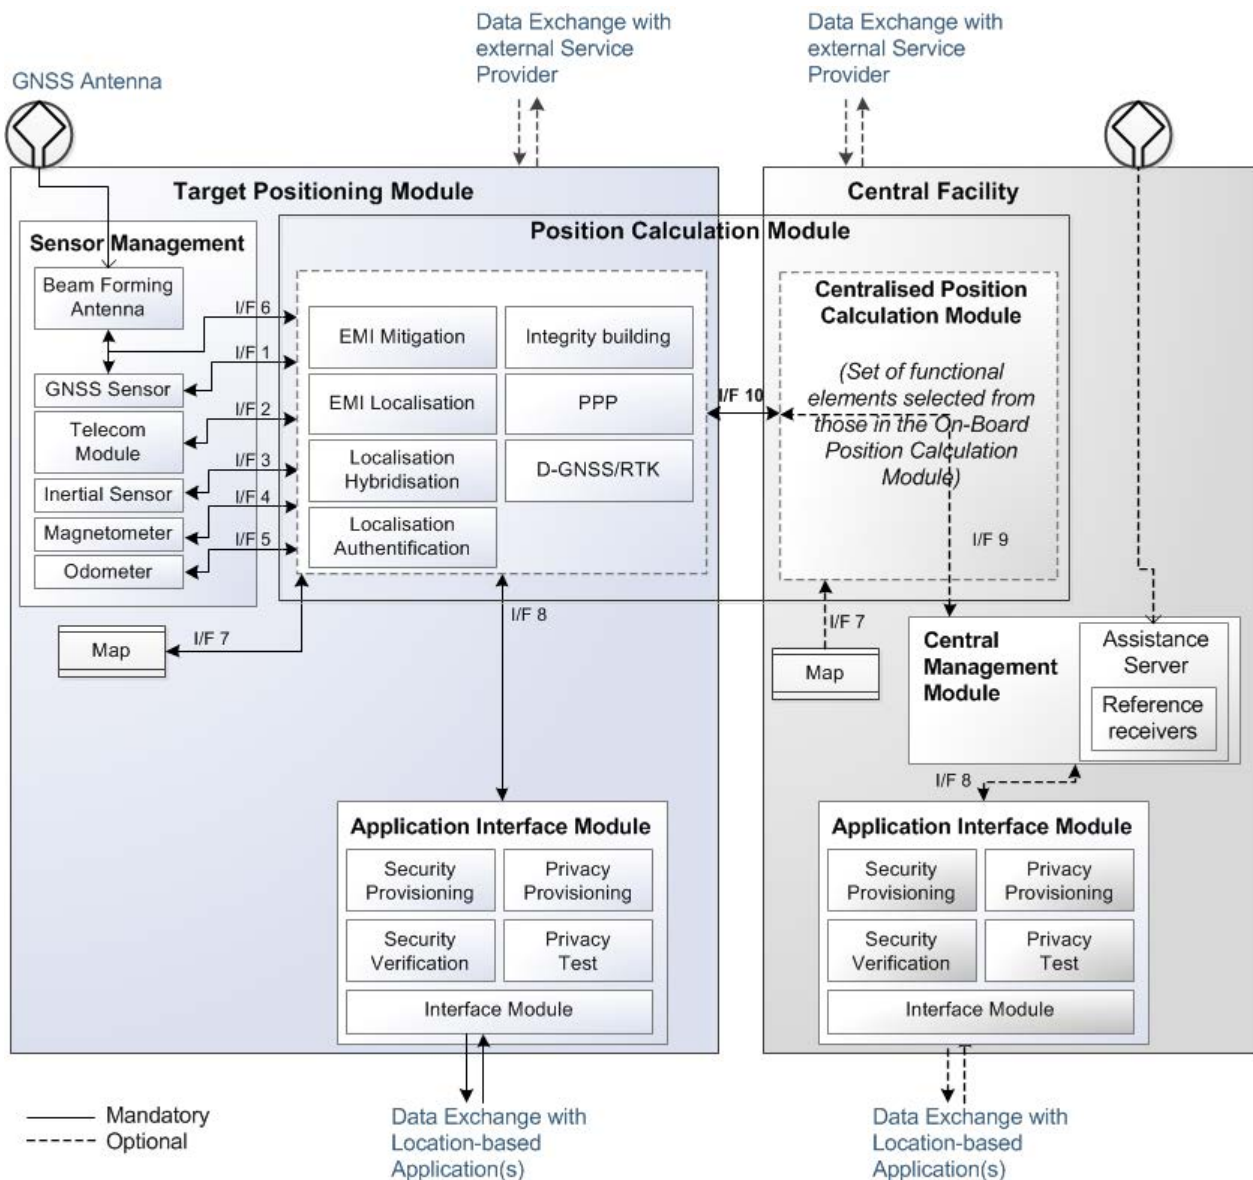 Data Exchange with
external Service
Provider
Data Exchange with
external Service
Provider
GNSS Antenna
Target Positioning Module
Central Facility
Sensor Management
Position Calculation Module
Beam Forming
Antenna
I/F 6
I/F 1
GNSS Sensor
I/F 2
Telecom
Module
I/F 3
Inertial Sensor
I/F 4
Magnetometer
I/F 5
Odometer
EMI Mitigation
Integrity building
EMI Localisation
PPP
Localisation
Hybridisation
D-GNSS/RTK
Localisation
Authentification
I/F 10
Centralised Position
Calculation Module
(Set of functional
elements selected from
those in the On-Board
Position Calculation
Module)
I/F 9
I/F 7
Map
I/F 8
I/F 7
Map
Central
Management
Module
Assistance
Server
Reference
receivers
I/F 8
Application Interface Module
Security
Provisioning
Privacy
Provisioning
Security
Verification
Privacy
Test
Interface Module
Application Interface Module
Security
Provisioning
Privacy
Provisioning
Security
Verification
Privacy
Test
Interface Module
Mandatory
Optional
Data Exchange with
Location-based
Application(s)
Data Exchange with
Location-based
Application(s)